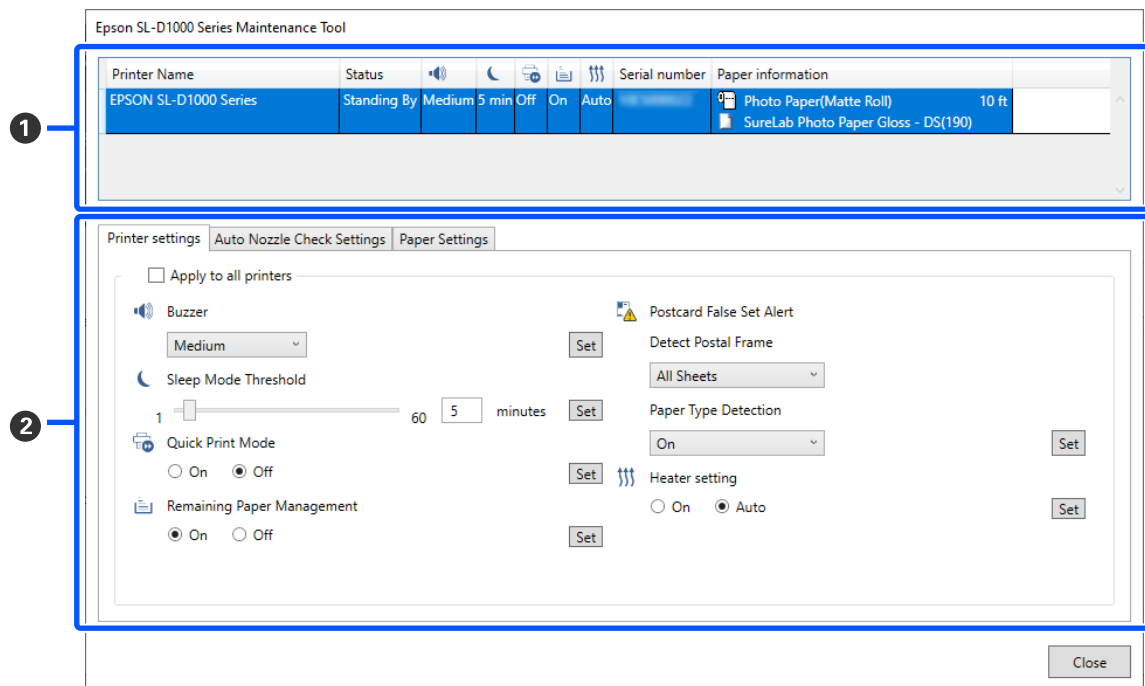 Epson SL-D1000 Series Maintenance Tool
Printer Name Status Serial number Paper information
EPSON SL-D1000 Series Standing By Medium 5 min Off On Auto Photo Paper(Matte Roll) 10 ft
SureLab Photo Paper Gloss - DS(190)
1
Printer settings Auto Nozzle Check Settings Paper Settings
Apply to all printers
Buzzer Postcard False Set Alert
Medium Set Detect Postal Frame
Sleep Mode Threshold All Sheets
1 60 5 minutes Set Paper Type Detection
2
Quick Print Mode On Set
On Off Set Heater setting
Remaining Paper Management On Auto Set
On Off Set
Close